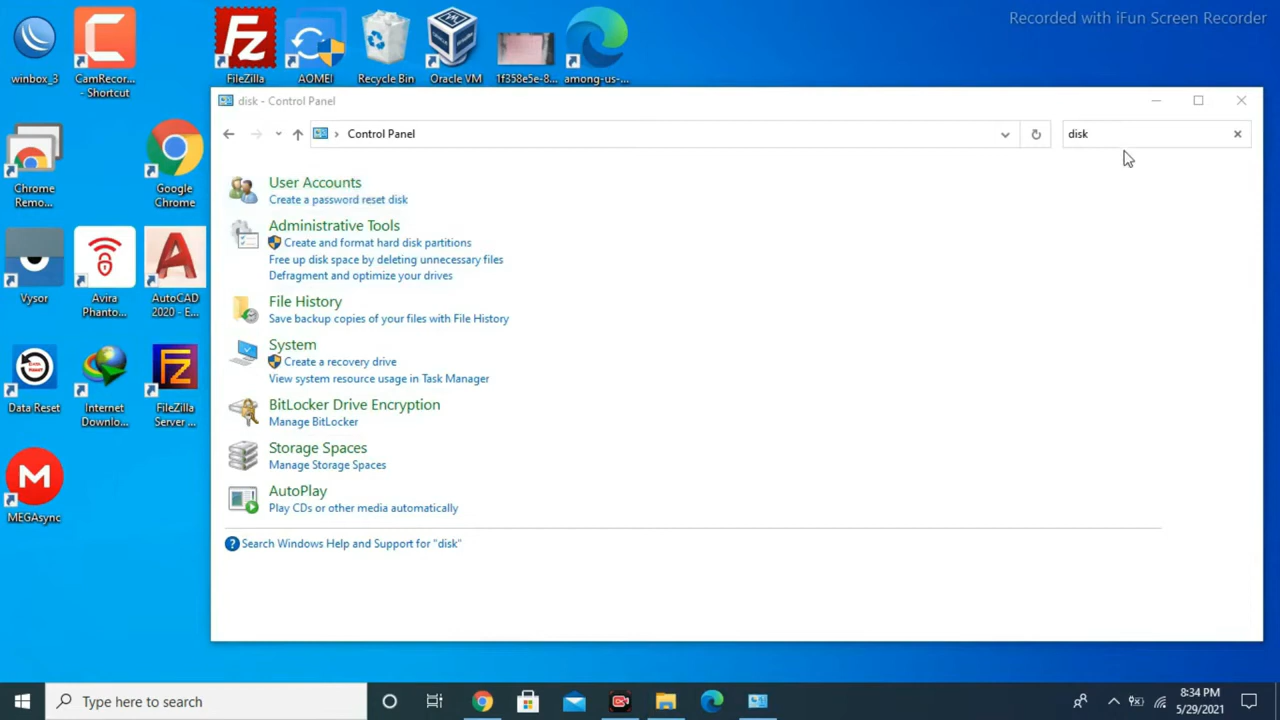 Recorded with iFun Screen Recorder
winbox_3
CamRecor...
- Shortcut
FileZilla
AOMEI
Recycle Bin
Oracle VM
1f358e5e-8...
among-us-...
disk - Control Panel
Control Panel
disk
Chrome
Remo...
Google
Chrome
User Accounts
Create a password reset disk
Administrative Tools
Create and format hard disk partitions
Free up disk space by deleting unnecessary files
Defragment and optimize your drives
Vysor
Avira
Phanto...
AutoCAD
2020 - E...
File History
Save backup copies of your files with File History
System
Create a recovery drive
View system resource usage in Task Manager
Data Reset
Internet
Downlo...
FileZilla
Server ...
BitLocker Drive Encryption
Manage BitLocker
Storage Spaces
Manage Storage Spaces
MEGAsync
AutoPlay
Play CDs or other media automatically
Search Windows Help and Support for "disk"
Type here to search
8:34 PM
5/29/2021